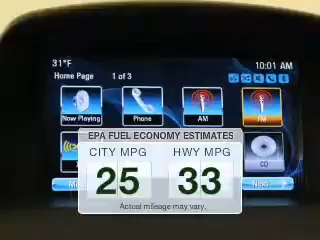 31°F 10:01 AM
Home Page 1 of 3
Now Playing Phone AM FM
EPA FUEL ECONOMY ESTIMATES
CITY MPG HWY MPG
25 33
CD
Next
Actual mileage may vary.